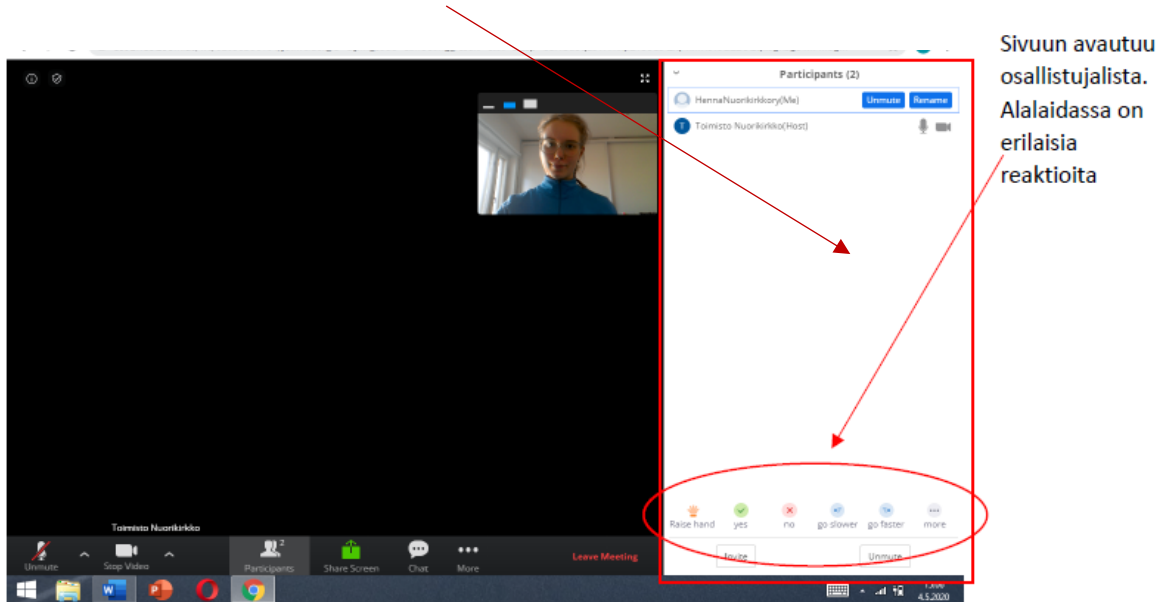 Sivuun avautuu
osallistujalista.
Alalaidassa on
erilaisia
reaktioita
Participants (2)
HennaNuorikirkkory(Me)
Unmute Rename
T Toimisto Nuorikirkko(Host)
Toimisto Nuorikirkko
Raise hand yes no go slower go faster more
Invite Unmute
Unmute Stop Video Participants 2 Share Screen Chat More Leave Meeting
4.5.2020